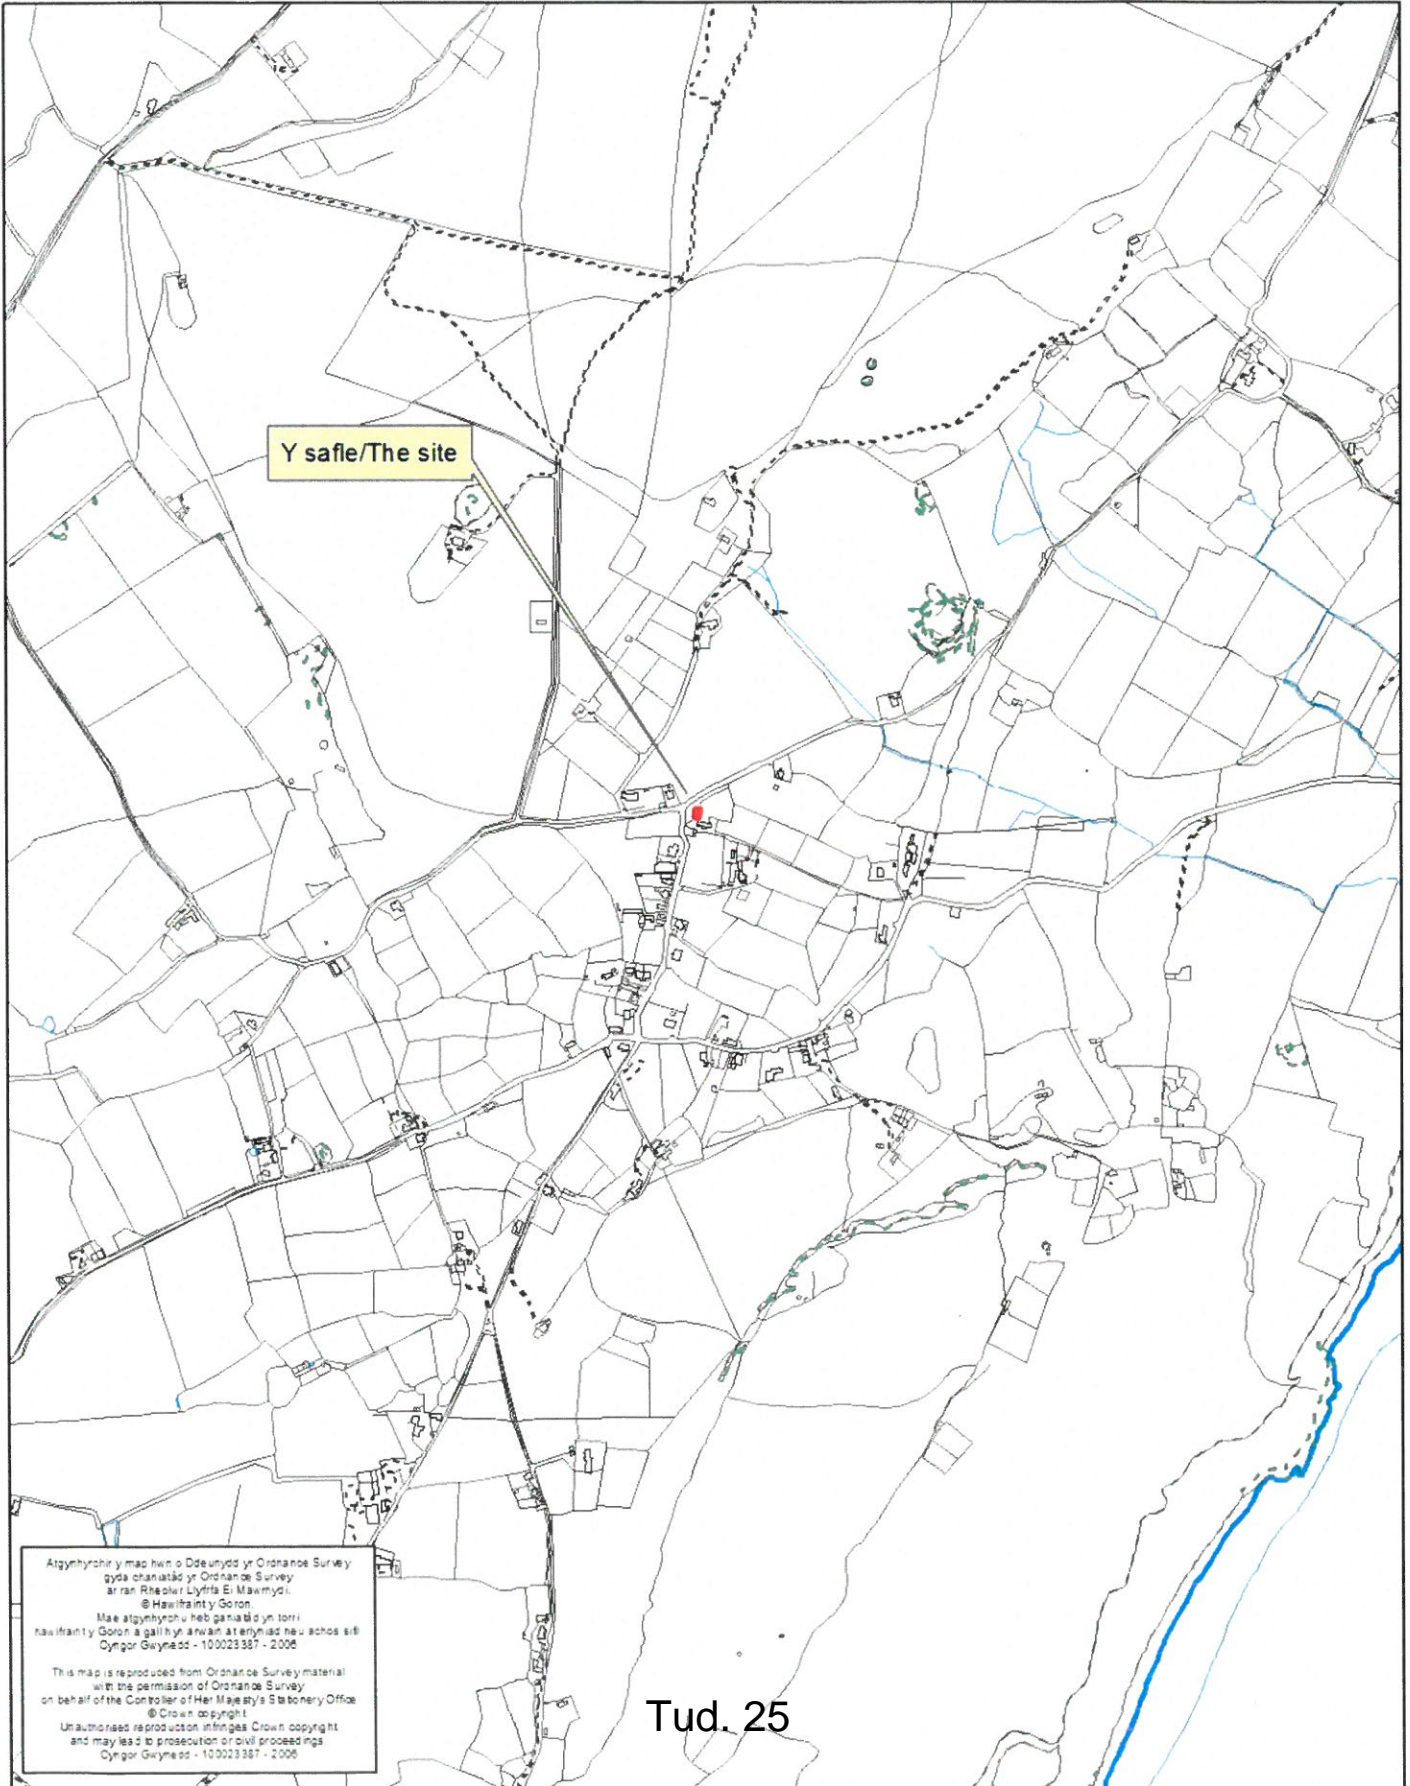 Y safle/The site
Atgynhyrchir y map hwn o Ddeunydd yr Ordnance Survey
gyda chaniatâd yr Ordnance Survey
ar ran Rheolwr Llyfrfa Ei Mawrhydi.
© Hawlfraint y Goron.
Mae atgynhyrchu heb ganiatâd yn torri
hawlfraint y Goron a gall hyn arwain at erlyniad neu achos sifil
Cyngor Gwynedd - 100023387 - 2006
This map is reproduced from Ordnance Survey material
with the permission of Ordnance Survey
on behalf of the Controller of Her Majesty's Stationery Office
© Crown copyright
Unauthorised reproduction infringes Crown copyright
and may lead to prosecution or civil proceedings
Cyngor Gwynedd - 100023387 - 2006
Tud. 25